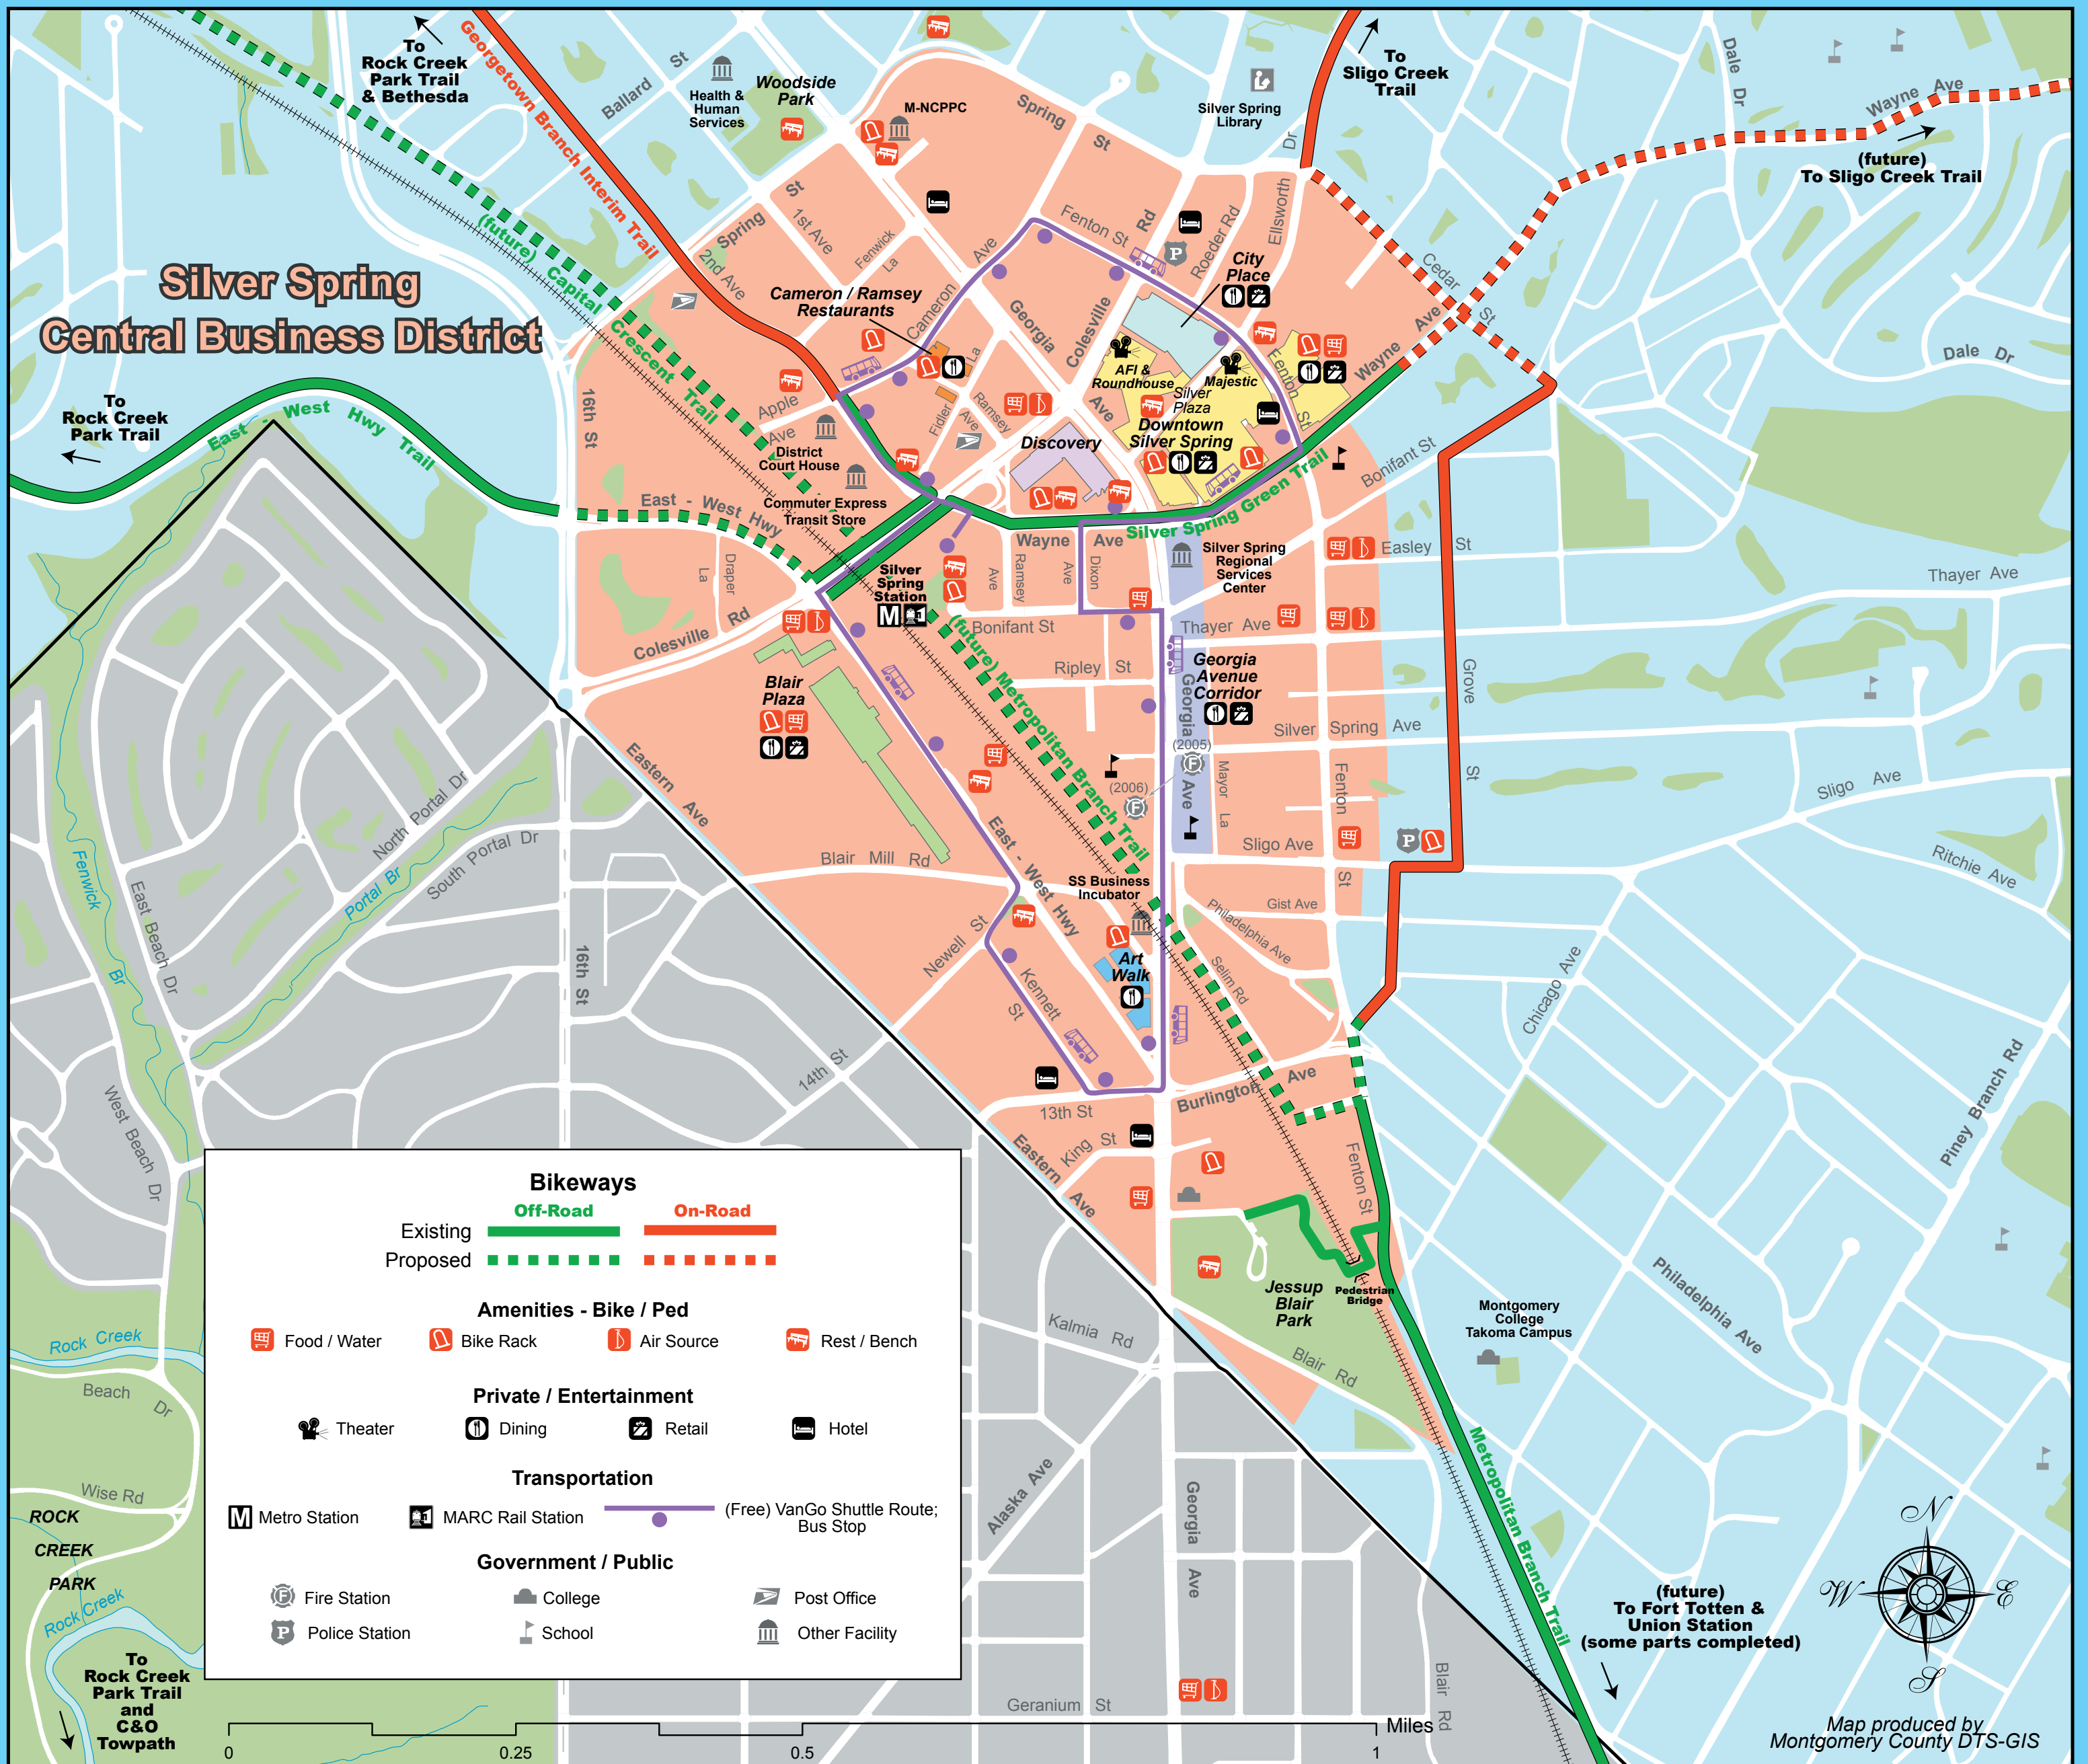 Silver Spring
Central Business District
To
Rock Creek
Park Trail
& Bethesda
Georgetown Branch Interim Trail
(future) Capital Crescent Trail
Ballard St
Health &
Human
Services
Woodside
Park
M-NCPPC
Spring St
Silver Spring
Library
To
Sligo Creek
Trail
Dale Dr
Wayne Ave
(future)
To Sligo Creek Trail
Spring St
1st Ave
2nd Ave
Fenwick La
Cameron Ave
Fenton St
Colesville Rd
Roeder Rd
Ellsworth Dr
City
Place
Cedar St
Cameron / Ramsey
Restaurants
Georgia Ave
AFI &
Roundhouse
Majestic
Silver
Plaza
Downtown
Silver Spring
Fenton St
Wayne Ave
Dale Dr
To
Rock Creek
Park Trail
East - West Hwy Trail
16th St
Apple Ave
Fidler La
Ramsey Ave
Discovery
District
Court House
Commuter Express
Transit Store
East - West Hwy
Silver Spring Green Trail
Bonifant St
Wayne Ave
Silver Spring
Regional
Services
Center
Easley St
Thayer Ave
Draper La
Silver
Spring
Station
M
Ramsey Ave
Dixon Ave
Colesville Rd
Bonifant St
Thayer Ave
Ripley St
(future) Metropolitan Branch Trail
Georgia
Avenue
Corridor
Georgia Ave
Grove St
Blair
Plaza
Silver Spring Ave
(2005)
F
(2006)
F
Mayor La
Fenton St
Sligo Ave
Sligo Ave
P
Ritchie Ave
Eastern Ave
North Portal Dr
South Portal Dr
Portal Br
Fenwick Br
East Beach Dr
West Beach Dr
Blair Mill Rd
East - West Hwy
SS Business
Incubator
Gist Ave
Philadelphia Ave
Selim Rd
Newell St
Kennett St
Art
Walk
Chicago Ave
16th St
14th St
13th St
Burlington Ave
King St
Eastern Ave
Fenton St
Piney Branch Rd
Jessup
Blair
Park
Pedestrian
Bridge
Montgomery
College
Takoma Campus
Philadelphia Ave
Kalmia Rd
Blair Rd
Metropolitan Branch Trail
Alaska Ave
Georgia Ave
Geranium St
Blair Rd
(future)
To Fort Totten &
Union Station
(some parts completed)
N
W
E
S
Map produced by
Montgomery County DTS-GIS
Rock Creek
Beach Dr
Wise Rd
ROCK
CREEK
PARK
Rock Creek
To
Rock Creek
Park Trail
and
C&O
Towpath
Bikeways
Off-Road On-Road
Existing
Proposed
Amenities - Bike / Ped
Food / Water Bike Rack Air Source Rest / Bench
Private / Entertainment
Theater Dining Retail Hotel
Transportation
M Metro Station MARC Rail Station (Free) VanGo Shuttle Route;
Bus Stop
Government / Public
F Fire Station College Post Office
P Police Station School Other Facility
0 0.25 0.5 1 Miles
P